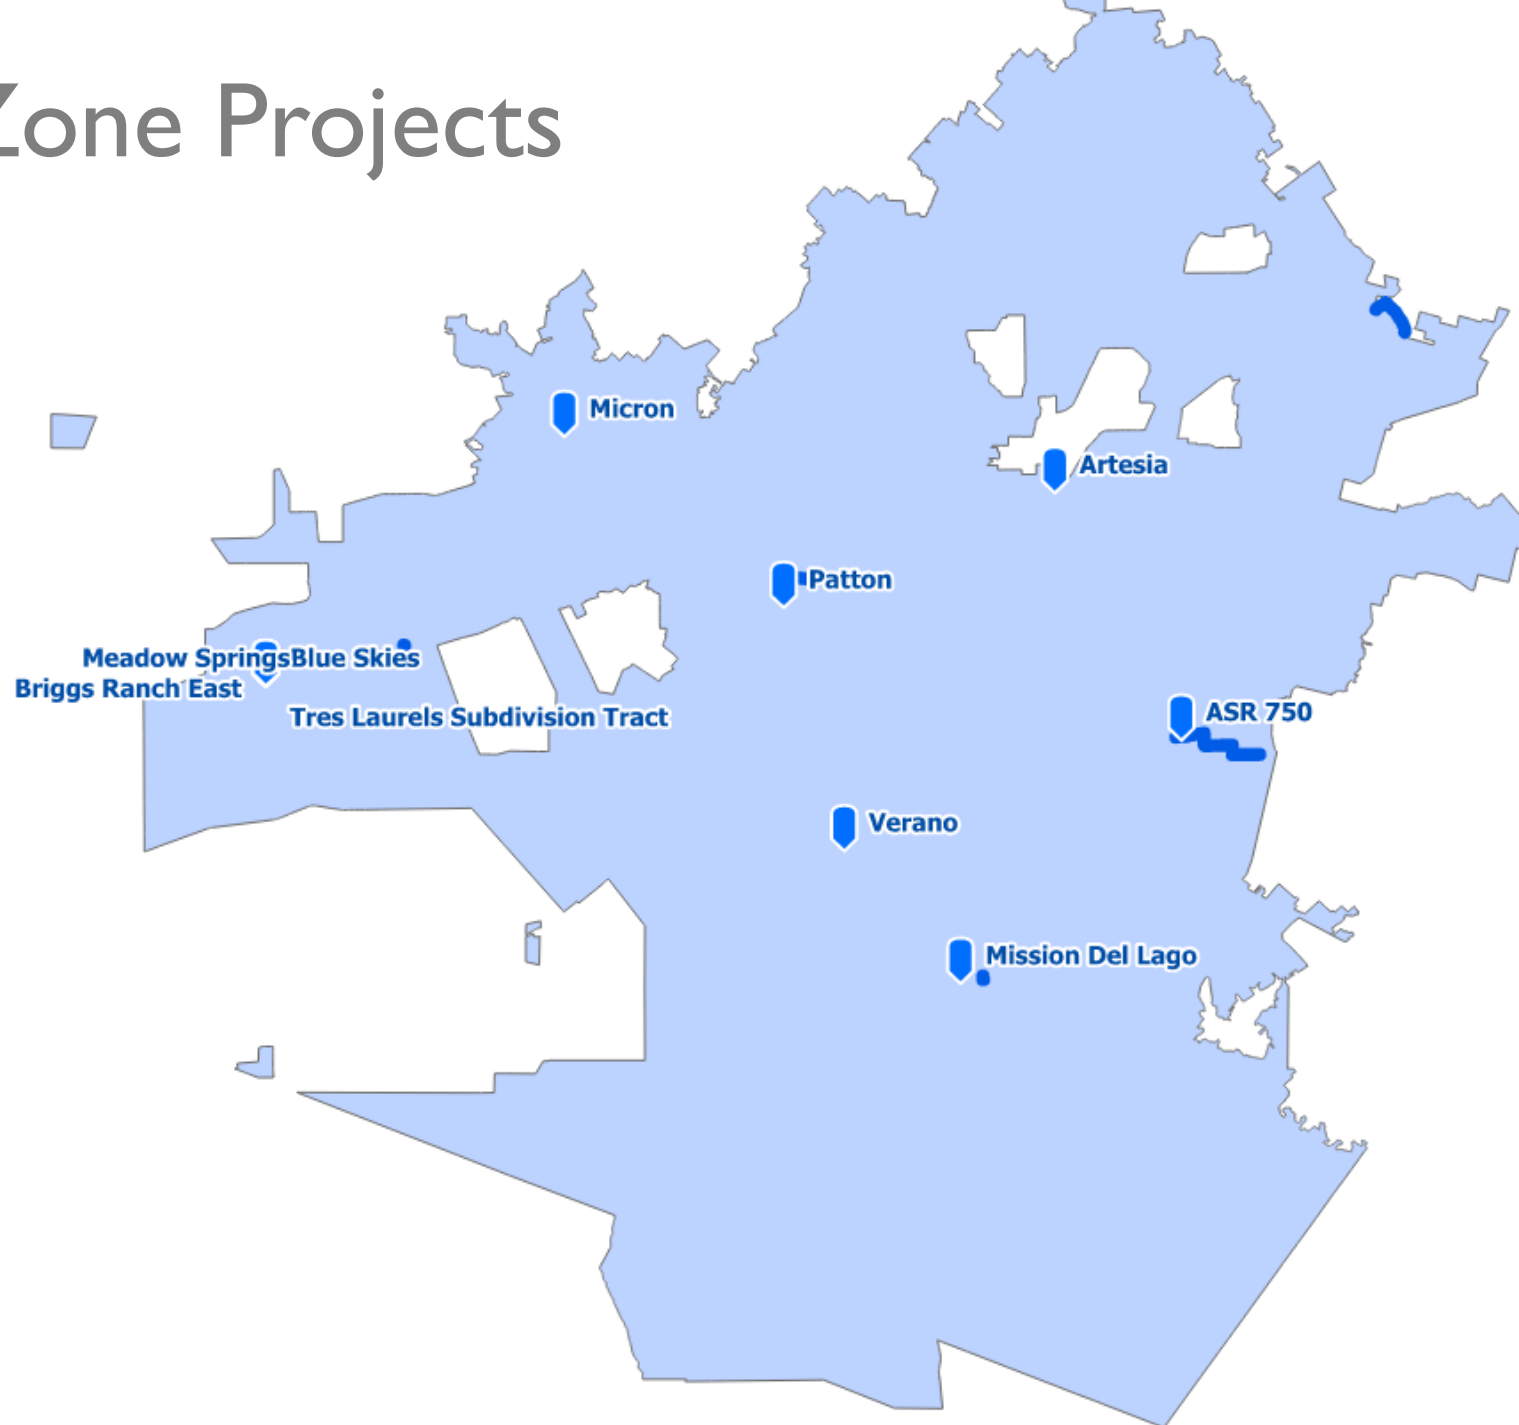 Zone Projects
Micron
Artesia
Patton
Meadow Springs Blue Skies
Briggs Ranch East
Tres Laurels Subdivision Tract
ASR 750
Verano
Mission Del Lago